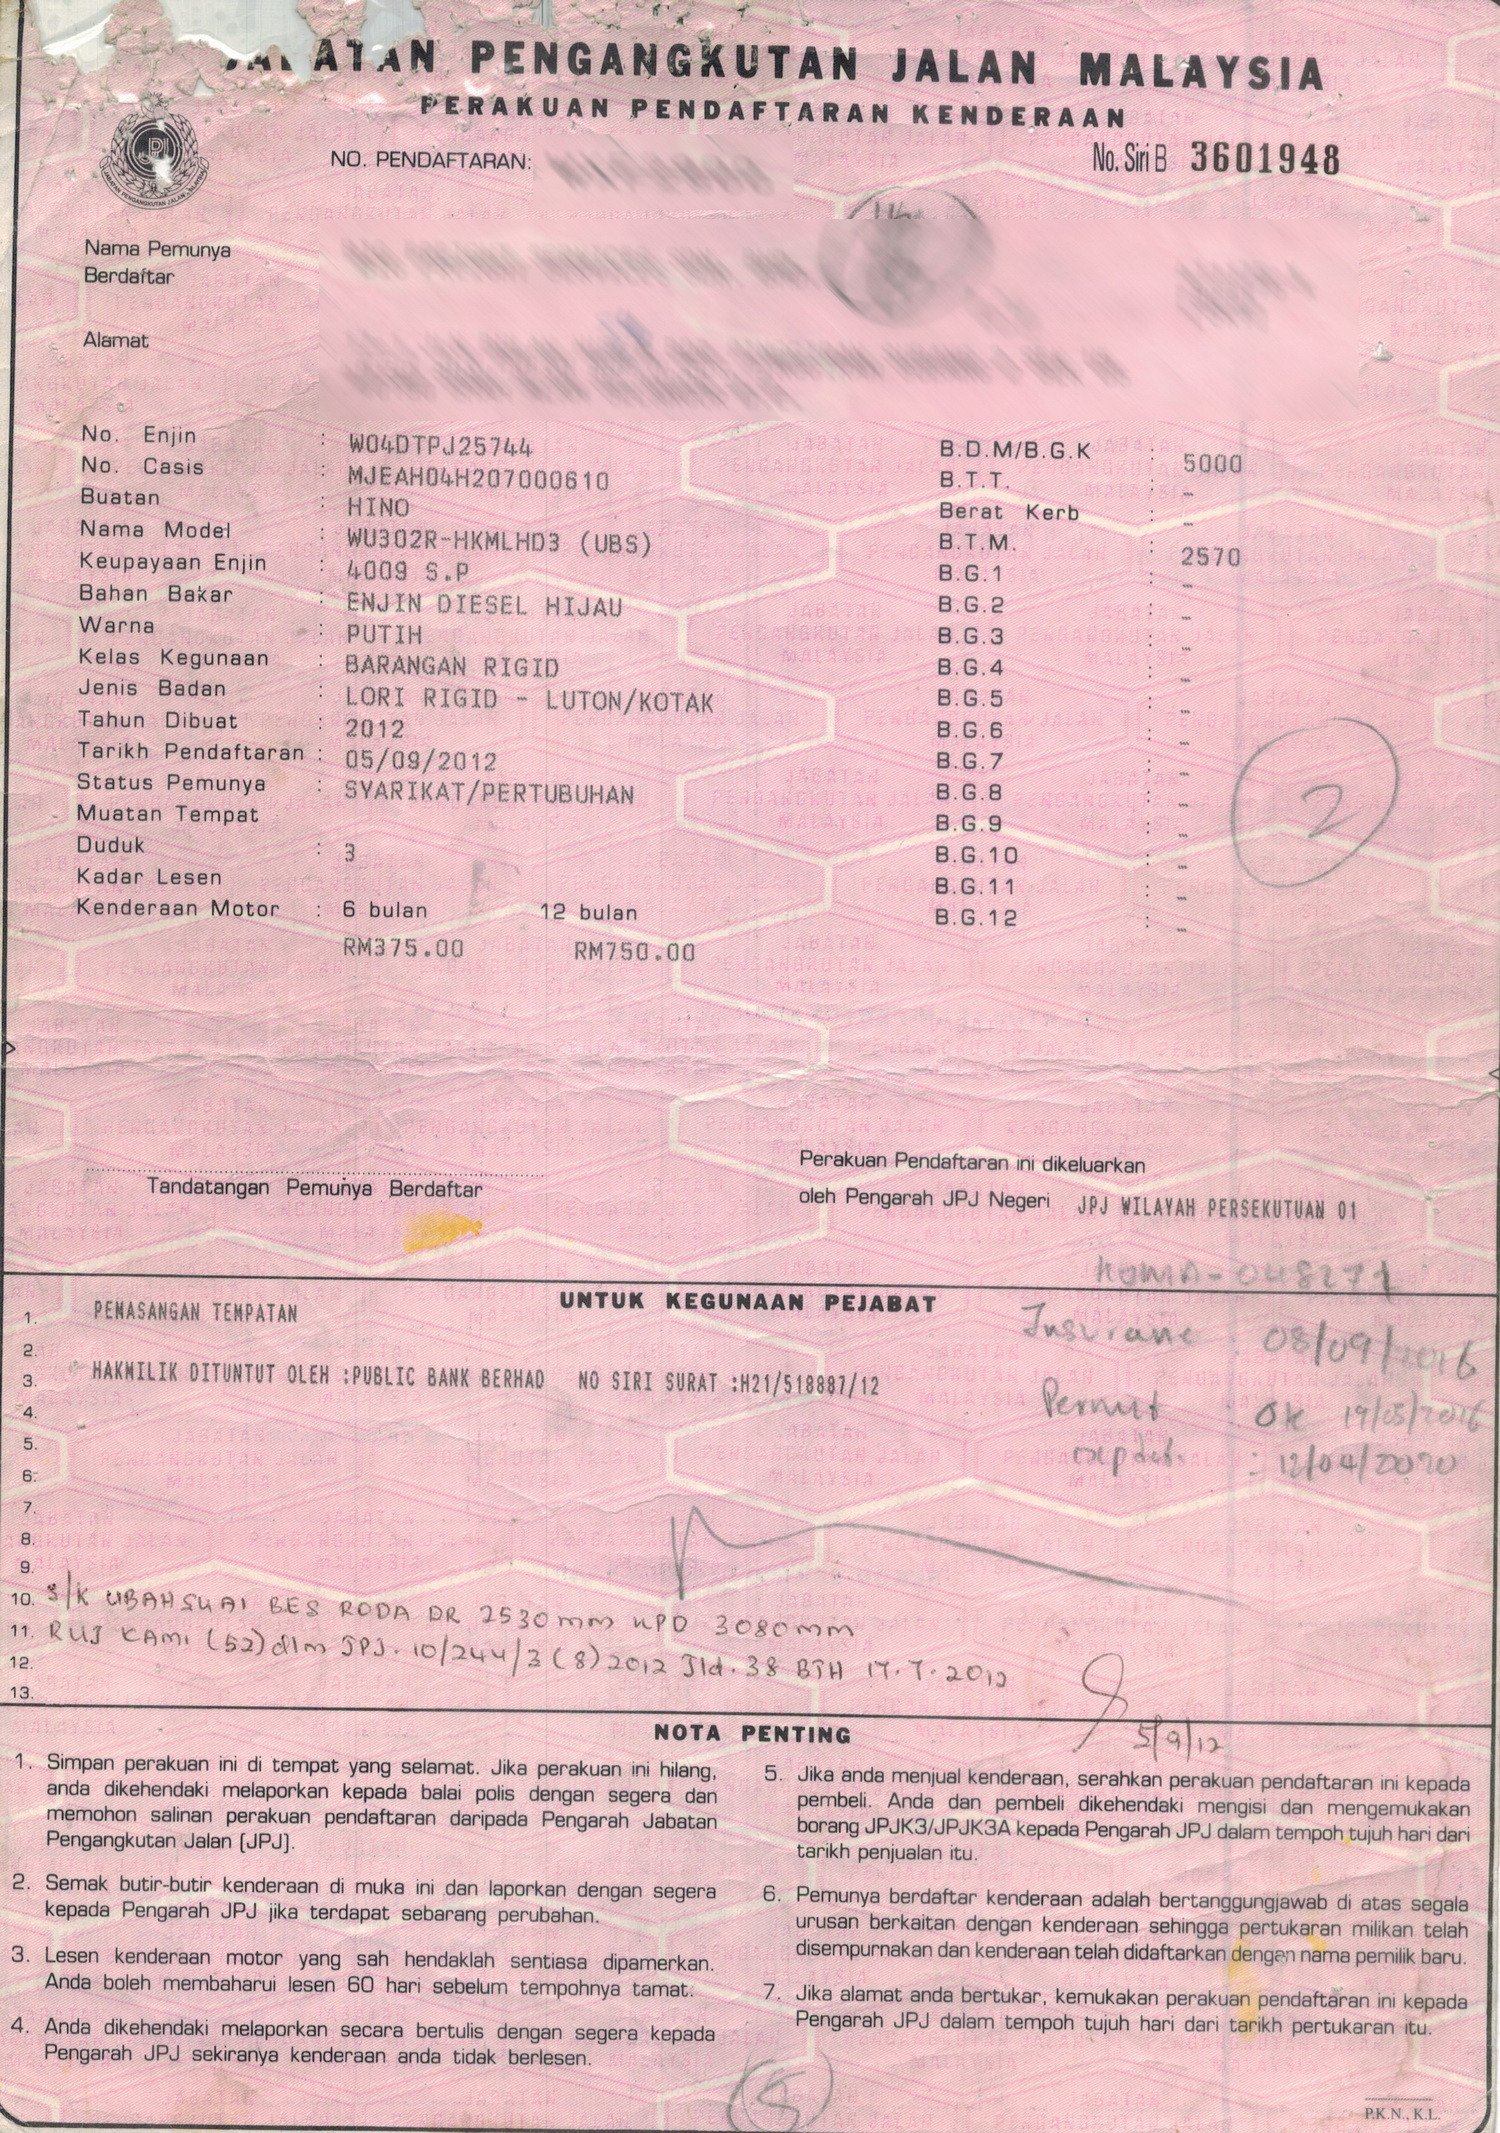 JABATAN PENGANGKUTAN JALAN MALAYSIA
PERAKUAN PENDAFTARAN KENDERAAN
NO. PENDAFTARAN:
No. Siri B 3601948
Nama Pemunya
Berdaftar
Alamat
No. Enjin : W04DTPJ25744
No. Casis : MJEAH04H207000610
Buatan : HINO
Nama Model : WU302R-HKMLHD3 (UBS)
Keupayaan Enjin : 4009 S.P
Bahan Bakar : ENJIN DIESEL HIJAU
Warna : PUTIH
Kelas Kegunaan : BARANGAN RIGID
Jenis Badan : LORI RIGID - LUTON/KOTAK
Tahun Dibuat : 2012
Tarikh Pendaftaran : 05/09/2012
Status Pemunya : SYARIKAT/PERTUBUHAN
Muatan Tempat
Duduk : 3
Kadar Lesen
Kenderaan Motor : 6 bulan 12 bulan
RM375.00 RM750.00
B.D.M/B.G.K : 5000
B.T.T. : -
Berat Kerb : -
B.T.M. : 2570
B.G.1 : -
B.G.2 : -
B.G.3 : -
B.G.4 : -
B.G.5 : -
B.G.6 : -
B.G.7 : -
B.G.8 : -
B.G.9 : -
B.G.10 : -
B.G.11 : -
B.G.12 : -
2
Tandatangan Pemunya Berdaftar
Perakuan Pendaftaran ini dikeluarkan
oleh Pengarah JPJ Negeri JPJ WILAYAH PERSEKUTUAN 01
UNTUK KEGUNAAN PEJABAT
1. PEMASANGAN TEMPATAN
2.
3. HAKMILIK DITUNTUT OLEH :PUBLIC BANK BERHAD NO SIRI SURAT :H21/518887/12
4.
5.
6.
7.
8.
9.
10. S/K UBAHSUAI BES RODA DR 2530mm KPD 3080mm
11. RUJ KAMI (52) dlm JPJ. 10/244/3 (8) 2012 Jld. 38 BTH 17.7.2012
12.
13.
048271
Insurane : 08/09/2016
Permit : OK 19/05/2016
: 12/04/2020
5/9/12
NOTA PENTING
1. Simpan perakuan ini di tempat yang selamat. Jika perakuan ini hilang,
anda dikehendaki melaporkan kepada balai polis dengan segera dan
memohon salinan perakuan pendaftaran daripada Pengarah Jabatan
Pengangkutan Jalan (JPJ).
2. Semak butir-butir kenderaan di muka ini dan laporkan dengan segera
kepada Pengarah JPJ jika terdapat sebarang perubahan.
3. Lesen kenderaan motor yang sah hendaklah sentiasa dipamerkan.
Anda boleh membaharui lesen 60 hari sebelum tempohnya tamat.
4. Anda dikehendaki melaporkan secara bertulis dengan segera kepada
Pengarah JPJ sekiranya kenderaan anda tidak berlesen.
5. Jika anda menjual kenderaan, serahkan perakuan pendaftaran ini kepada
pembeli. Anda dan pembeli dikehendaki mengisi dan mengemukakan
borang JPJK3/JPJK3A kepada Pengarah JPJ dalam tempoh tujuh hari dari
tarikh penjualan itu.
6. Pemunya berdaftar kenderaan adalah bertanggungjawab di atas segala
urusan berkaitan dengan kenderaan sehingga pertukaran milikan telah
disempurnakan dan kenderaan telah didaftarkan dengan nama pemilik baru.
7. Jika alamat anda bertukar, kemukakan perakuan pendaftaran ini kepada
Pengarah JPJ dalam tempoh tujuh hari dari tarikh pertukaran itu.
P.K.N., K.L.